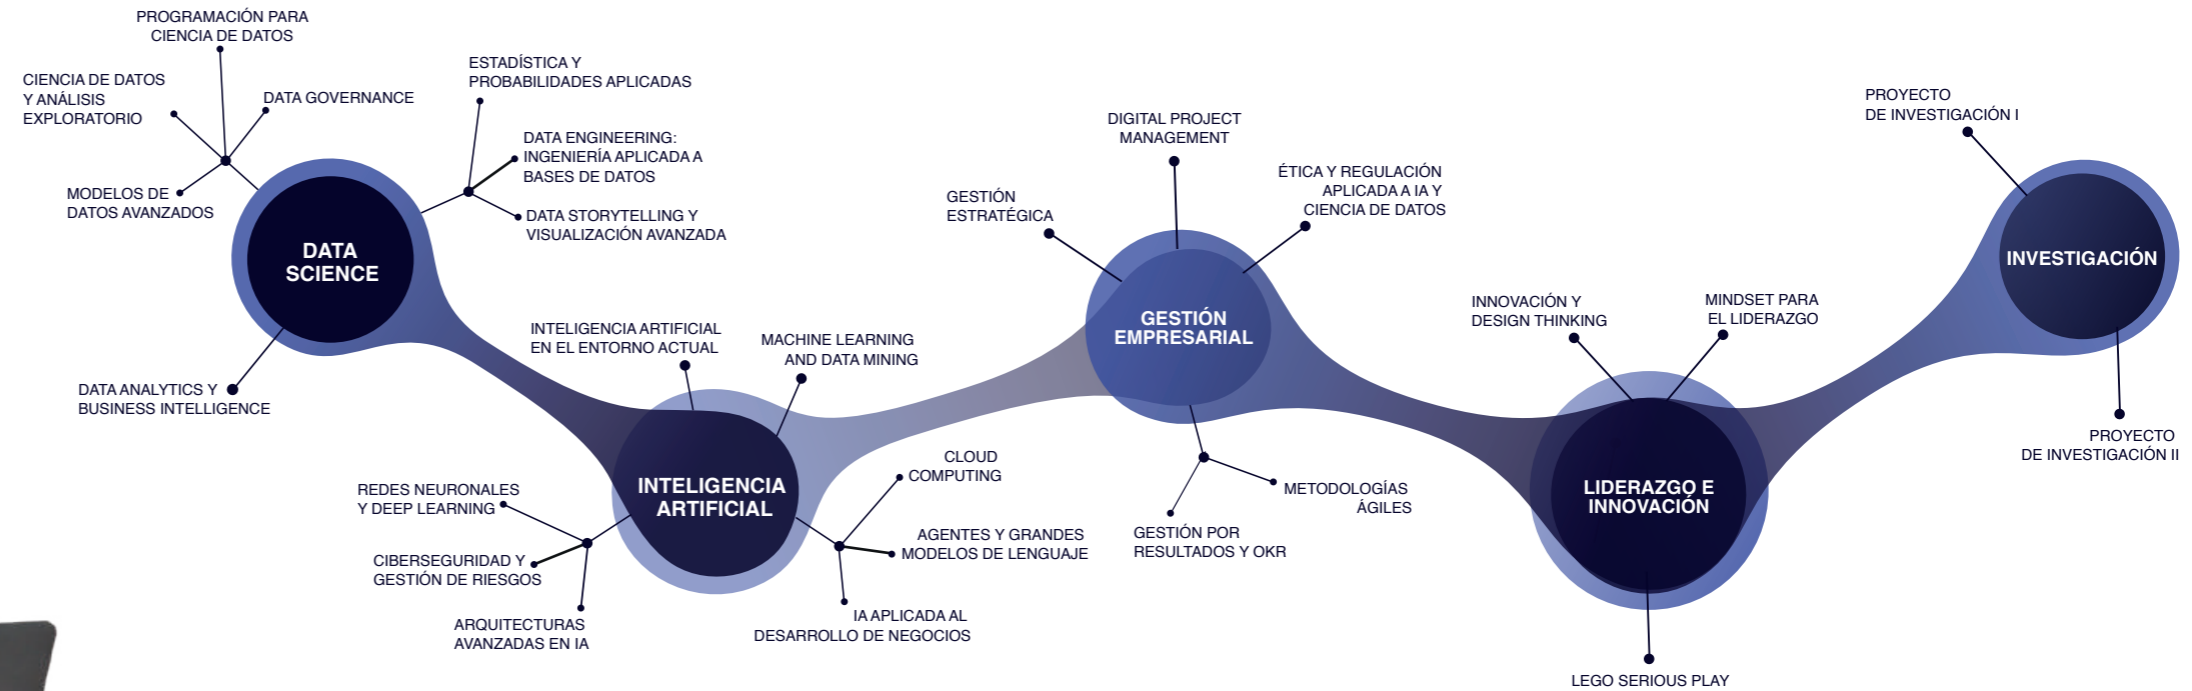 PROGRAMACIÓN PARA
CIENCIA DE DATOS
CIENCIA DE DATOS
Y ANÁLISIS
EXPLORATORIO
DATA GOVERNANCE
MODELOS DE
DATOS AVANZADOS
ESTADÍSTICA Y
PROBABILIDADES APLICADAS
DATA ENGINEERING:
INGENIERÍA APLICADA A
BASES DE DATOS
DATA STORYTELLING Y
VISUALIZACIÓN AVANZADA
DATA
SCIENCE
DATA ANALYTICS Y
BUSINESS INTELLIGENCE
INTELIGENCIA ARTIFICIAL
EN EL ENTORNO ACTUAL
MACHINE LEARNING
AND DATA MINING
INTELIGENCIA
ARTIFICIAL
REDES NEURONALES
Y DEEP LEARNING
CIBERSEGURIDAD Y
GESTIÓN DE RIESGOS
ARQUITECTURAS
AVANZADAS EN IA
CLOUD
COMPUTING
AGENTES Y GRANDES
MODELOS DE LENGUAJE
IA APLICADA AL
DESARROLLO DE NEGOCIOS
GESTIÓN
ESTRATÉGICA
DIGITAL PROJECT
MANAGEMENT
ÉTICA Y REGULACIÓN
APLICADA A IA Y
CIENCIA DE DATOS
GESTIÓN
EMPRESARIAL
METODOLOGÍAS
ÁGILES
GESTIÓN POR
RESULTADOS Y OKR
INNOVACIÓN Y
DESIGN THINKING
MINDSET PARA
EL LIDERAZGO
LIDERAZGO E
INNOVACIÓN
LEGO SERIOUS PLAY
PROYECTO
DE INVESTIGACIÓN I
INVESTIGACIÓN
PROYECTO
DE INVESTIGACIÓN II